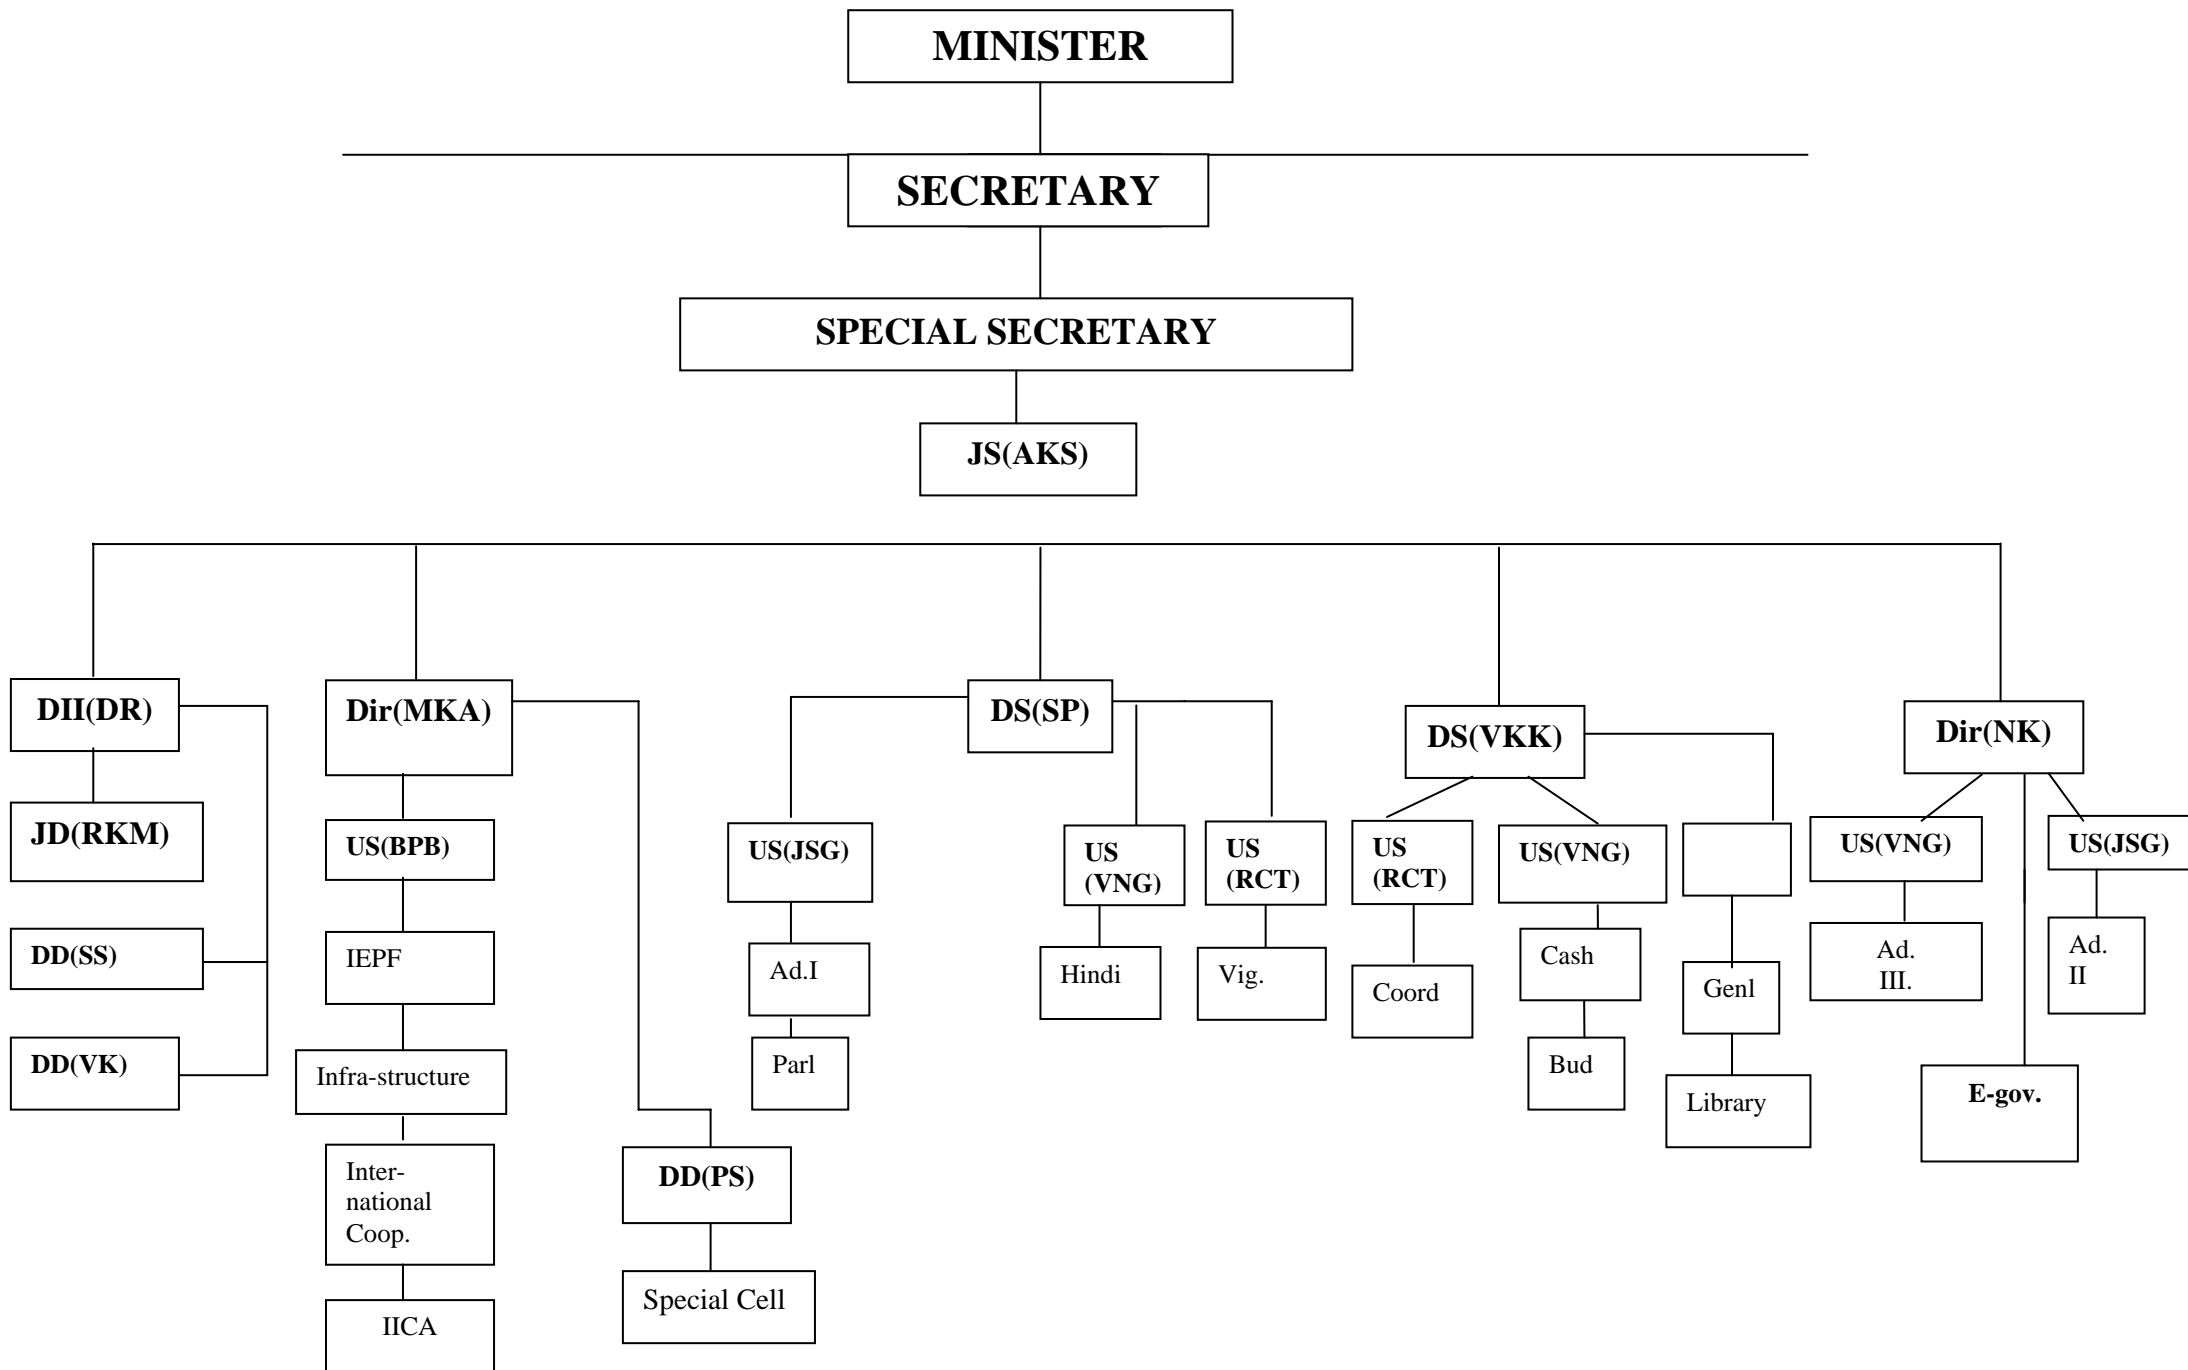 MINISTER
SECRETARY
SPECIAL SECRETARY
JS(AKS)
DII(DR)
JD(RKM)
DD(SS)
DD(VK)
Dir(MKA)
US(BPB)
IEPF
Infra-structure
Inter-
national
Coop.
IICA
DD(PS)
Special Cell
DS(SP)
US(JSG)
Ad.I
Parl
US
(VNG)
Hindi
US
(RCT)
Vig.
DS(VKK)
US
(RCT)
Coord
US(VNG)
Cash
Bud
Genl
Library
Dir(NK)
US(VNG)
Ad.
III.
E-gov.
US(JSG)
Ad.
II